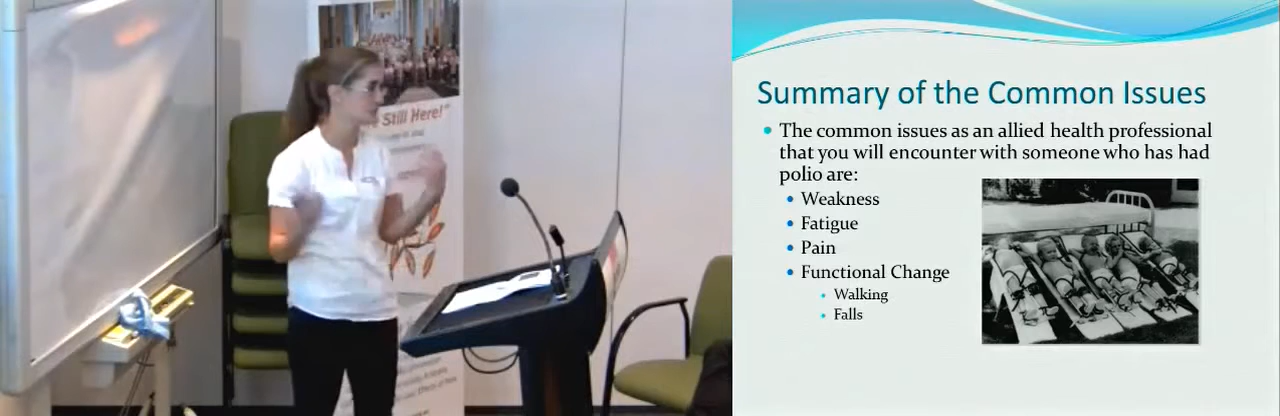 Still Here!"
Summary of the Common Issues
The common issues as an allied health professional
that you will encounter with someone who has had
polio are:
Weakness
Fatigue
Pain
Functional Change
Walking
Falls